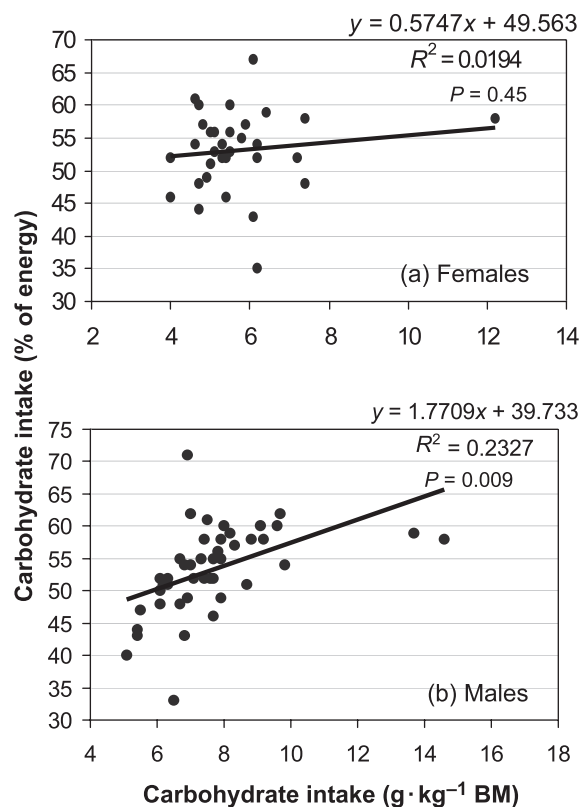 y = 0.5747x + 49.563
R² = 0.0194
P = 0.45
70
65
60
55
50
45
40
35
30
(a) Females
2 4 6 8 10 12 14
Carbohydrate intake (% of energy)
y = 1.7709x + 39.733
R² = 0.2327
P = 0.009
75
70
65
60
55
50
45
40
35
30
(b) Males
4 6 8 10 12 14 16 18
Carbohydrate intake (g·kg⁻¹ BM)